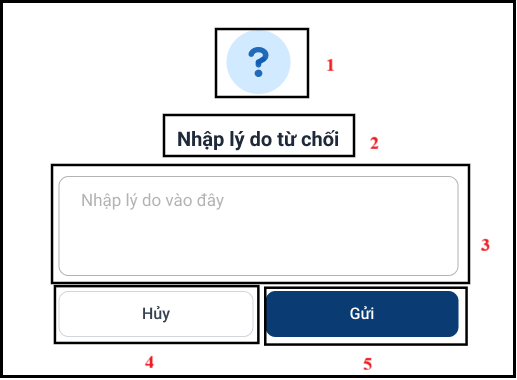 ?
1
Nhập lý do từ chối
2
Nhập lý do vào đây
3
Hủy
Gửi
4
5